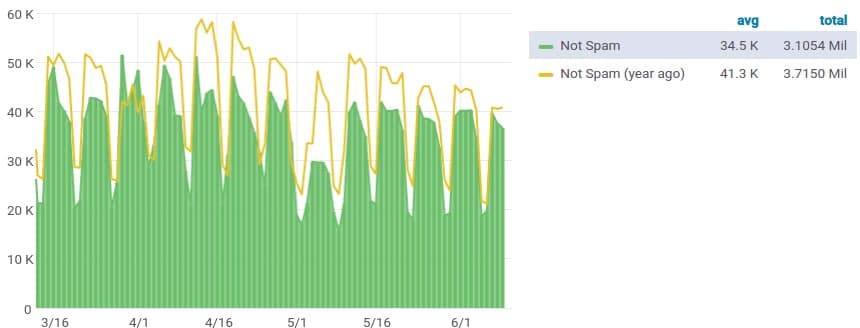 60 K
50 K
40 K
30 K
20 K
10 K
0
3/16 4/1 4/16 5/1 5/16 6/1
avg total
Not Spam 34.5 K 3.1054 Mil
Not Spam (year ago) 41.3 K 3.7150 Mil